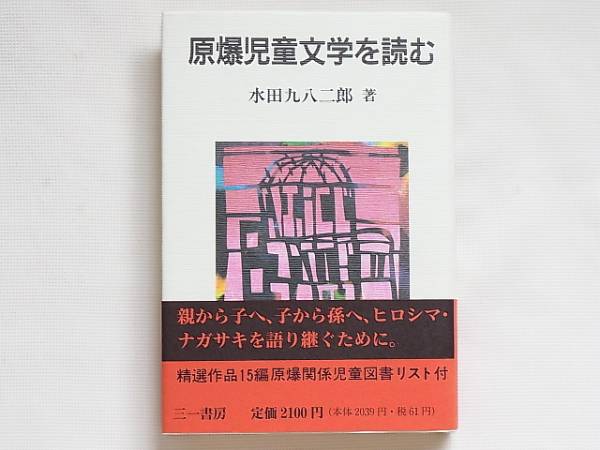 原爆児童文学を読む
水田九八二郎 著
親から子へ、子から孫へ、ヒロシマ・
ナガサキを語り継ぐために。
精選作品15編原爆関係児童図書リスト付
三一書房 定価2100円(本体2039円・税61円)